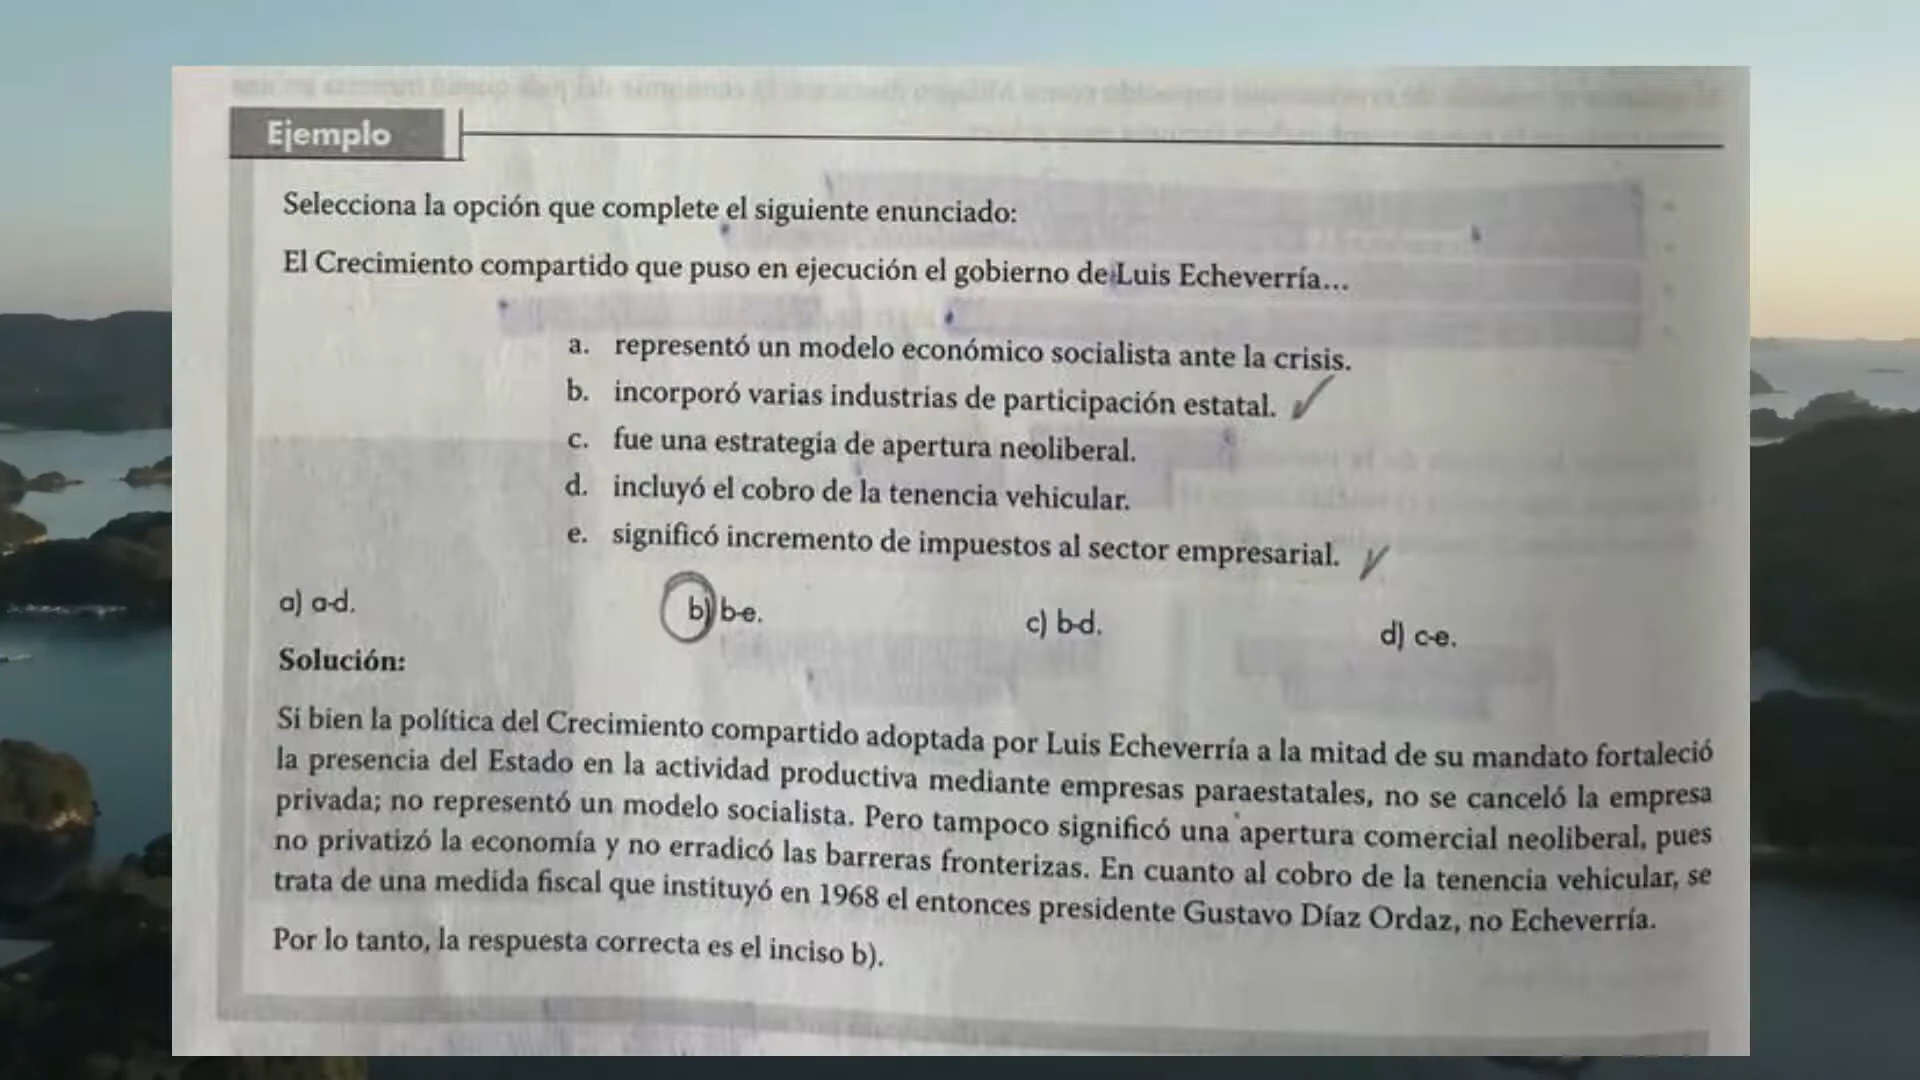 Ejemplo
Selecciona la opción que complete el siguiente enunciado:
El Crecimiento compartido que puso en ejecución el gobierno de Luis Echeverría...
a. representó un modelo económico socialista ante la crisis.
b. incorporó varias industrias de participación estatal.
c. fue una estrategia de apertura neoliberal.
d. incluyó el cobro de la tenencia vehicular.
e. significó incremento de impuestos al sector empresarial.
a) a-d. b) b-e. c) b-d. d) c-e.
Solución:
Si bien la política del Crecimiento compartido adoptada por Luis Echeverría a la mitad de su mandato fortaleció
la presencia del Estado en la actividad productiva mediante empresas paraestatales, no se canceló la empresa
privada; no representó un modelo socialista. Pero tampoco significó una apertura comercial neoliberal, pues
no privatizó la economía y no erradicó las barreras fronterizas. En cuanto al cobro de la tenencia vehicular, se
trata de una medida fiscal que instituyó en 1968 el entonces presidente Gustavo Díaz Ordaz, no Echeverría.
Por lo tanto, la respuesta correcta es el inciso b).